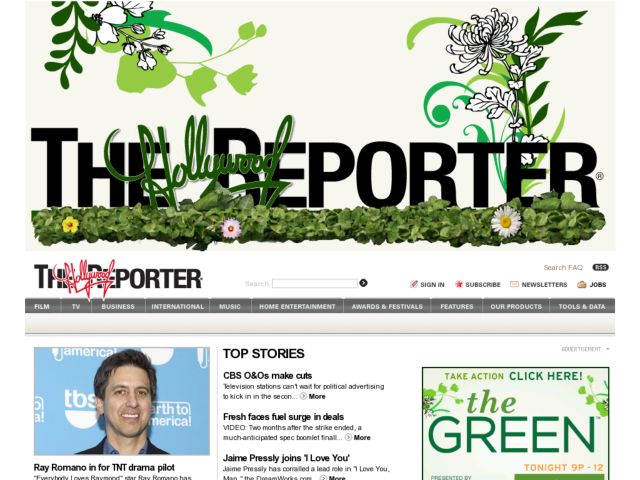 THE Hollywood REPORTER®
THE Hollywood REPORTER
Search FAQ RSS
Search
SIGN IN SUBSCRIBE NEWSLETTERS JOBS
FILM TV BUSINESS INTERNATIONAL MUSIC HOME ENTERTAINMENT AWARDS & FESTIVALS FEATURES OUR PRODUCTS TOOLS & DATA
america!
tbs
earth to
america!
Ray Romano in for TNT drama pilot
"Everybody Loves Raymond" star Ray Romano has
TOP STORIES
CBS O&Os make cuts
Television stations can't wait for political advertising
to kick in in the secon... More
Fresh faces fuel surge in deals
VIDEO: Two months after the strike ended, a
much-anticipated spec boomlet finall... More
Jaime Pressly joins 'I Love You'
Jaime Pressly has corralled a lead role in "I Love You,
Man," the DreamWorks com... More
ADVERTISEMENT
TAKE ACTION CLICK HERE!
the
GREEN
TONIGHT 9P - 12
PRESENTED BY